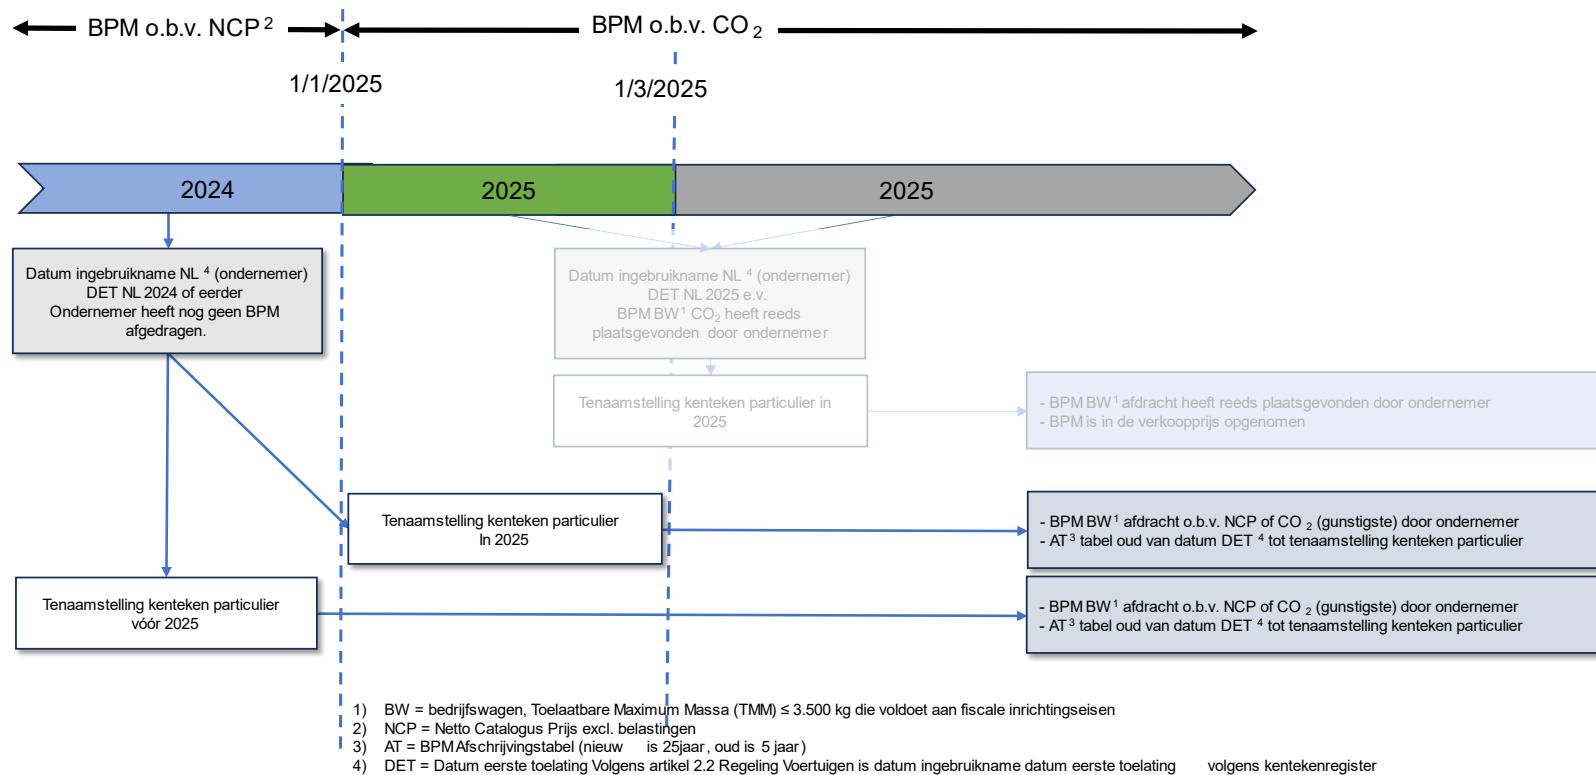 BPM o.b.v. NCP ²
BPM o.b.v. CO ₂
1/1/2025
1/3/2025
2024
2025
2025
Datum ingebruikname NL ⁴ (ondernemer)
DET NL 2024 of eerder
Ondernemer heeft nog geen BPM
afgedragen.
Datum ingebruikname NL ⁴ (ondernemer)
DET NL 2025 e.v.
BPM BW ¹ CO₂ heeft reeds
plaatsgevonden door ondernemer
Tenaamstelling kenteken particulier in
2025
- BPM BW ¹ afdracht heeft reeds plaatsgevonden door ondernemer
- BPM is in de verkoopprijs opgenomen
Tenaamstelling kenteken particulier
In 2025
- BPM BW ¹ afdracht o.b.v. NCP of CO ₂ (gunstigste) door ondernemer
- AT ³ tabel oud van datum DET ⁴ tot tenaamstelling kenteken particulier
Tenaamstelling kenteken particulier
vóór 2025
- BPM BW ¹ afdracht o.b.v. NCP of CO ₂ (gunstigste) door ondernemer
- AT ³ tabel oud van datum DET ⁴ tot tenaamstelling kenteken particulier
1) BW = bedrijfswagen, Toelaatbare Maximum Massa (TMM) ≤ 3.500 kg die voldoet aan fiscale inrichtingseisen
2) NCP = Netto Catalogus Prijs excl. belastingen
3) AT = BPM Afschrijvingstabel (nieuw is 25jaar, oud is 5 jaar)
4) DET = Datum eerste toelating Volgens artikel 2.2 Regeling Voertuigen is datum ingebruikname datum eerste toelating volgens kentekenregister